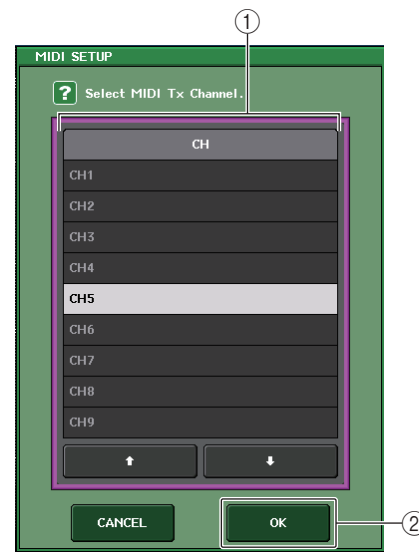 ①
MIDI SETUP
? Select MIDI Tx Channel.
CH
CH1
CH2
CH3
CH4
CH5
CH6
CH7
CH8
CH9
CANCEL OK ②